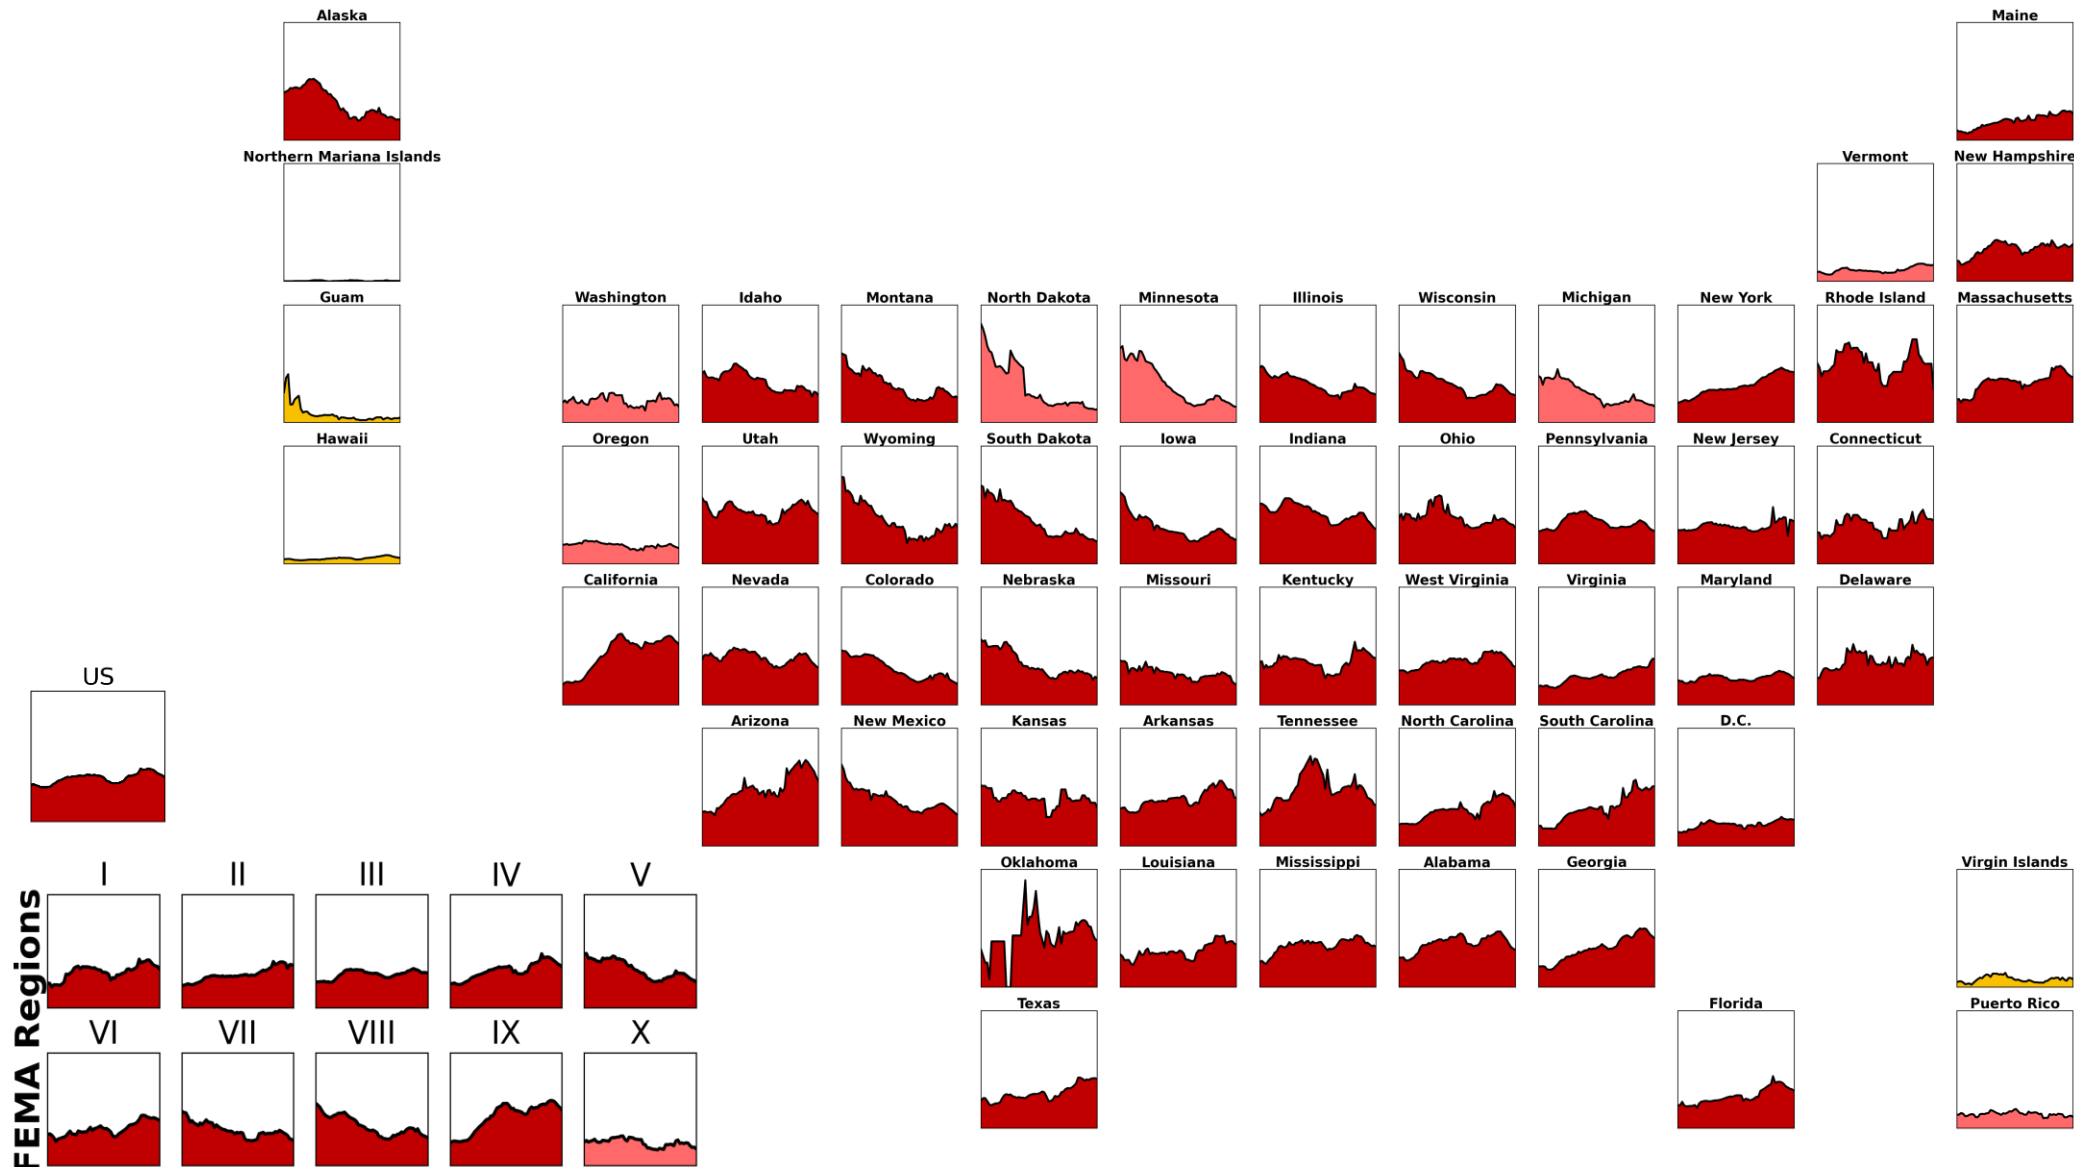 Alaska
Maine
Northern Mariana Islands
Vermont
New Hampshire
Guam
Washington
Idaho
Montana
North Dakota
Minnesota
Illinois
Wisconsin
Michigan
New York
Rhode Island
Massachusetts
Hawaii
Oregon
Utah
Wyoming
South Dakota
Iowa
Indiana
Ohio
Pennsylvania
New Jersey
Connecticut
California
Nevada
Colorado
Nebraska
Missouri
Kentucky
West Virginia
Virginia
Maryland
Delaware
US
Arizona
New Mexico
Kansas
Arkansas
Tennessee
North Carolina
South Carolina
D.C.
Oklahoma
Louisiana
Mississippi
Alabama
Georgia
Virgin Islands
FEMA Regions
I
II
III
IV
V
VI
VII
VIII
IX
X
Texas
Florida
Puerto Rico